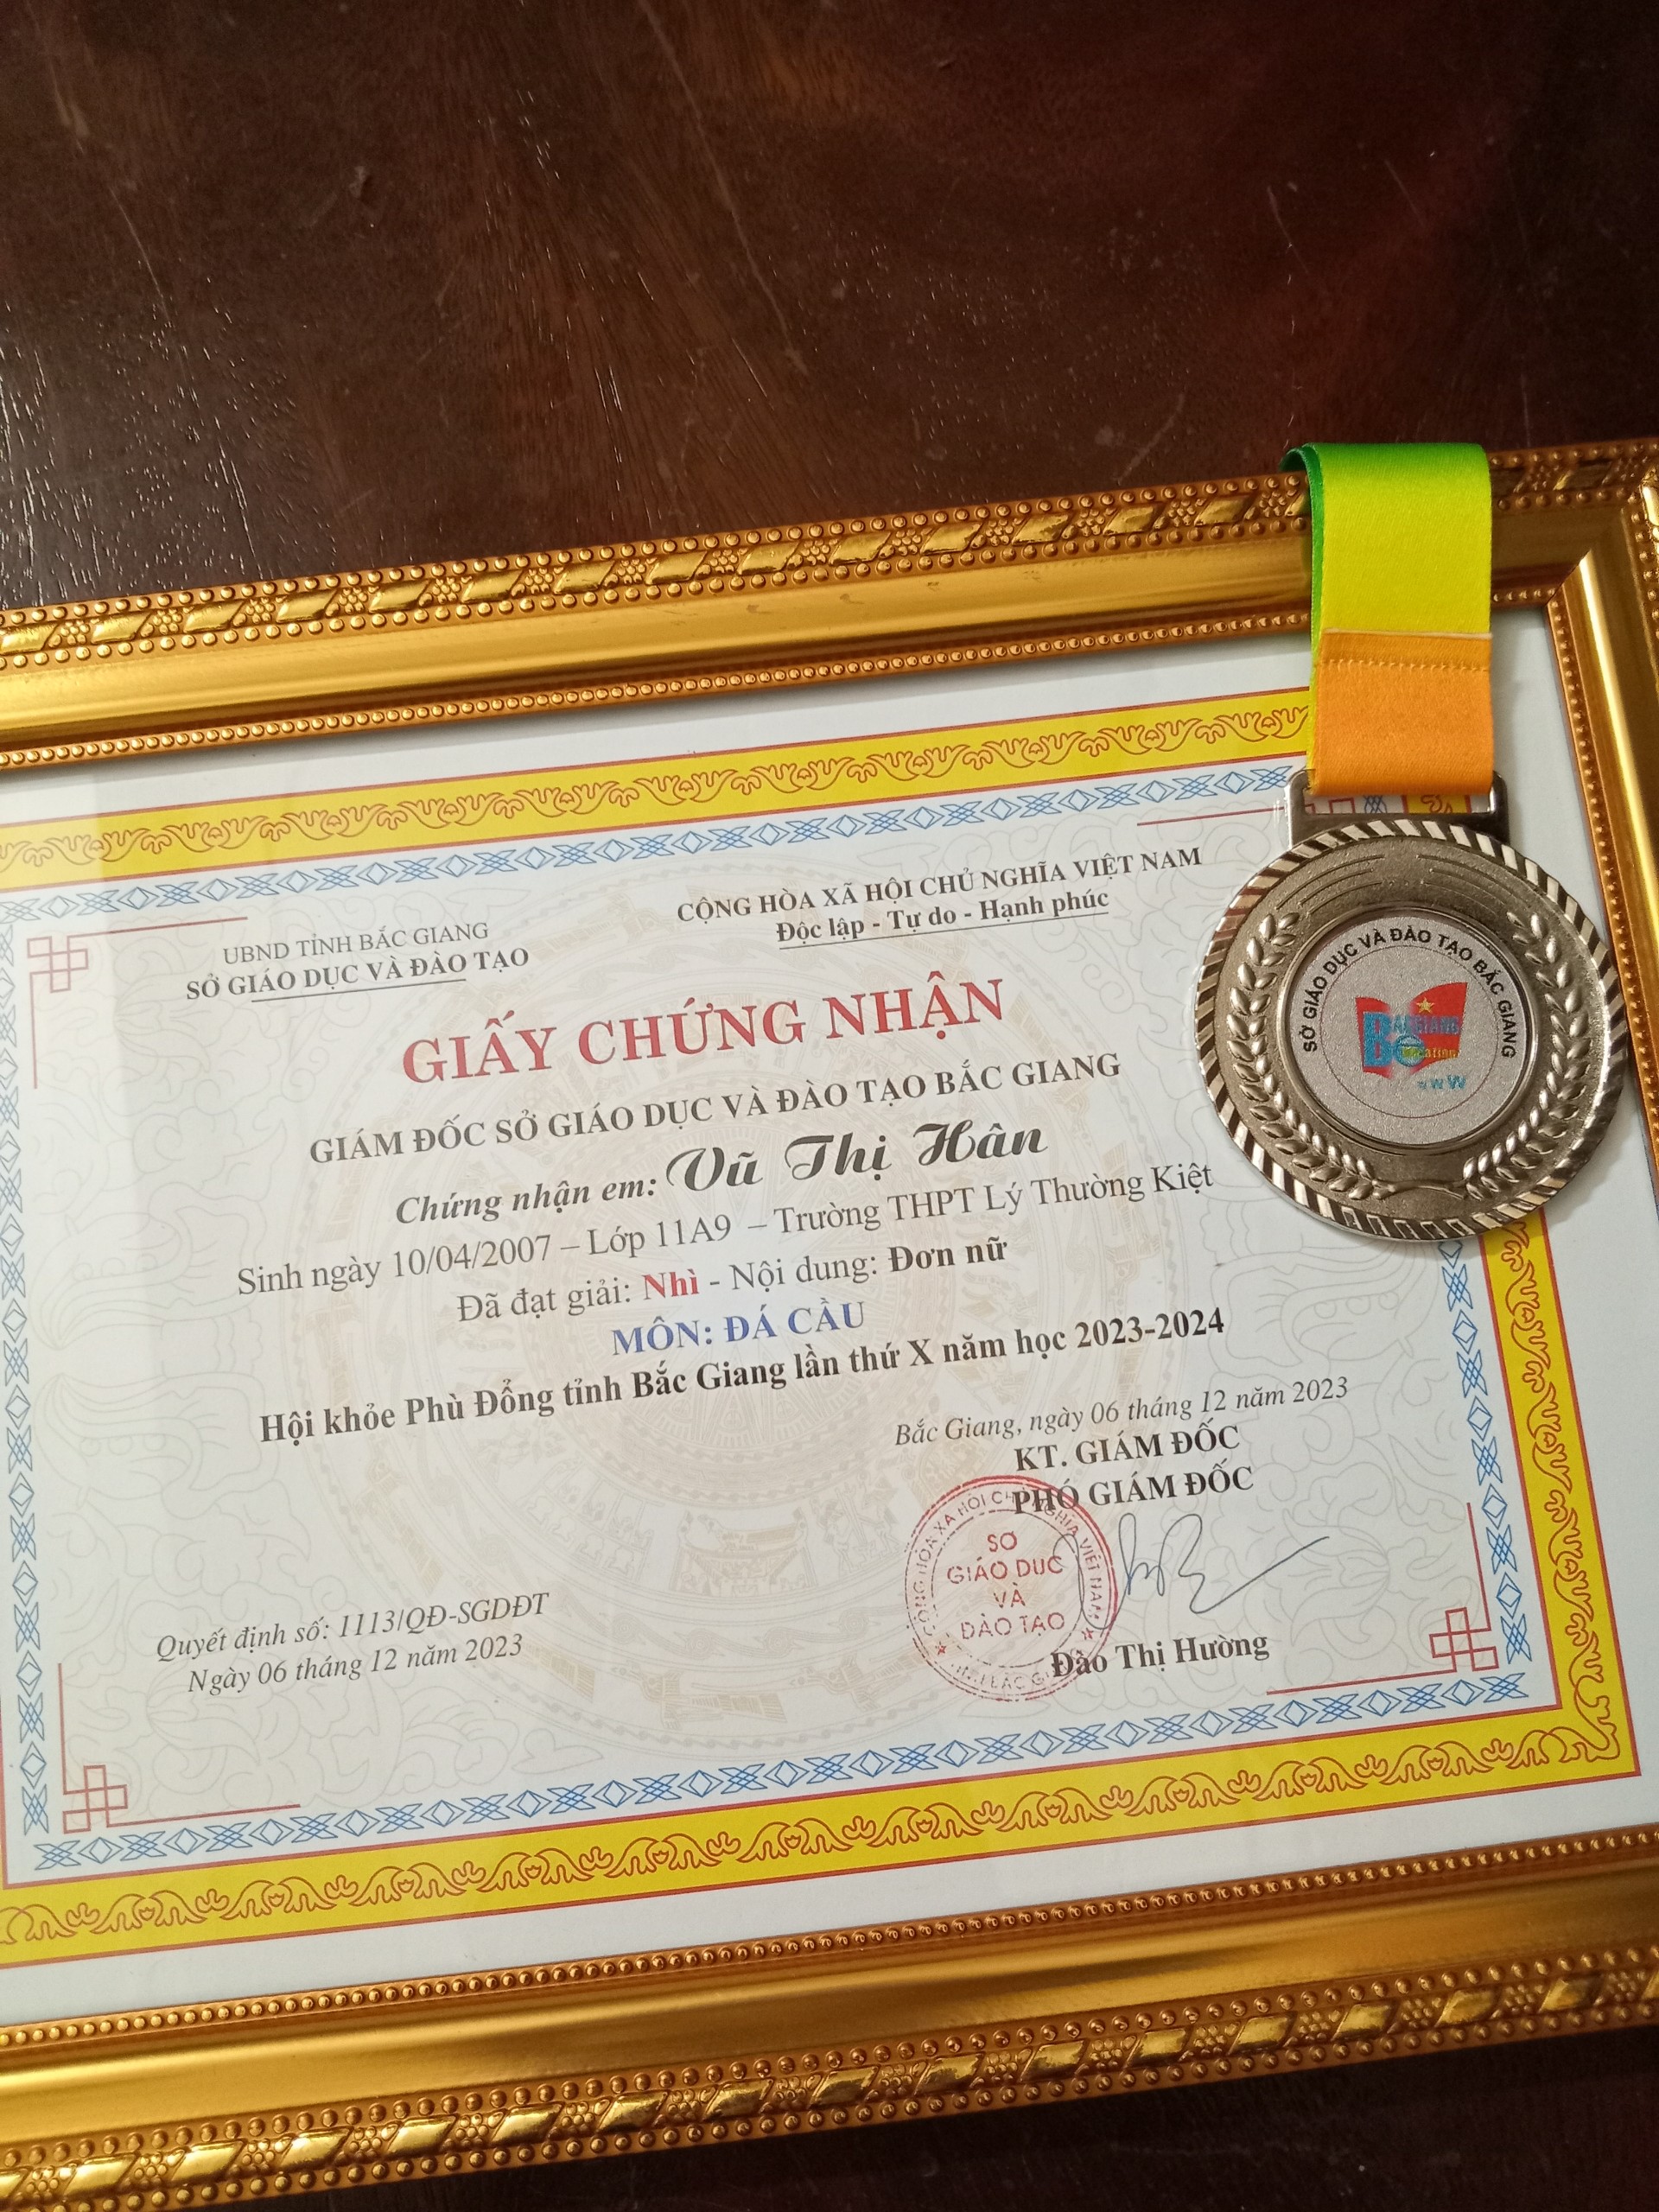 UBND TỈNH BẮC GIANG
SỞ GIÁO DỤC VÀ ĐÀO TẠO
CỘNG HÒA XÃ HỘI CHỦ NGHĨA VIỆT NAM
Độc lập - Tự do - Hạnh phúc
GIẤY CHỨNG NHẬN
GIÁM ĐỐC SỞ GIÁO DỤC VÀ ĐÀO TẠO BẮC GIANG
Chứng nhận em: Vũ Thị Hân
Sinh ngày 10/04/2007 – Lớp 11A9 – Trường THPT Lý Thường Kiệt
Đã đạt giải: Nhì - Nội dung: Đơn nữ
MÔN: ĐÁ CẦU
Hội khỏe Phù Đổng tỉnh Bắc Giang lần thứ X năm học 2023-2024
Bắc Giang, ngày 06 tháng 12 năm 2023
KT. GIÁM ĐỐC
PHÓ GIÁM ĐỐC
SỞ
GIÁO DỤC
VÀ
ĐÀO TẠO
Đào Thị Hường
Quyết định số: 1113/QĐ-SGDĐT
Ngày 06 tháng 12 năm 2023
SỞ GIÁO DỤC VÀ ĐÀO TẠO BẮC GIANG
BACGIANG
Education
WWW